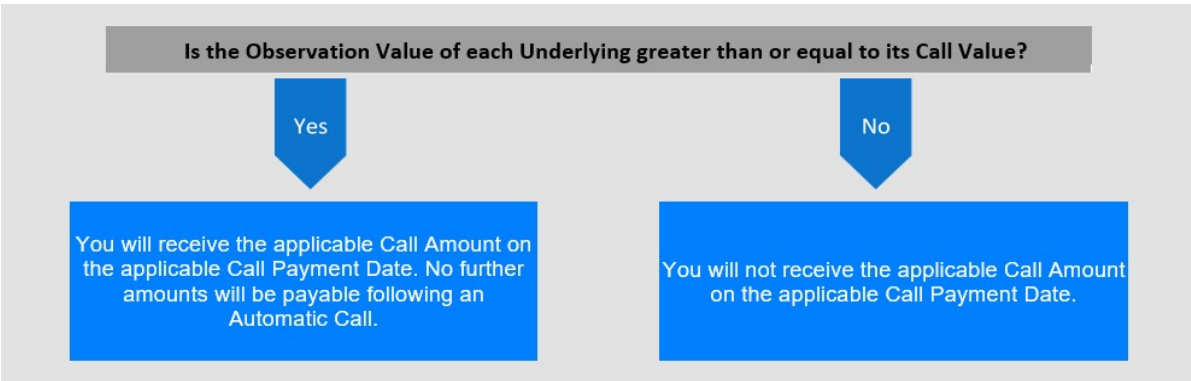 Is the Observation Value of each Underlying greater than or equal to its Call Value?
Yes
No
You will receive the applicable Call Amount on
the applicable Call Payment Date. No further
amounts will be payable following an
Automatic Call.
You will not receive the applicable Call Amount
on the applicable Call Payment Date.